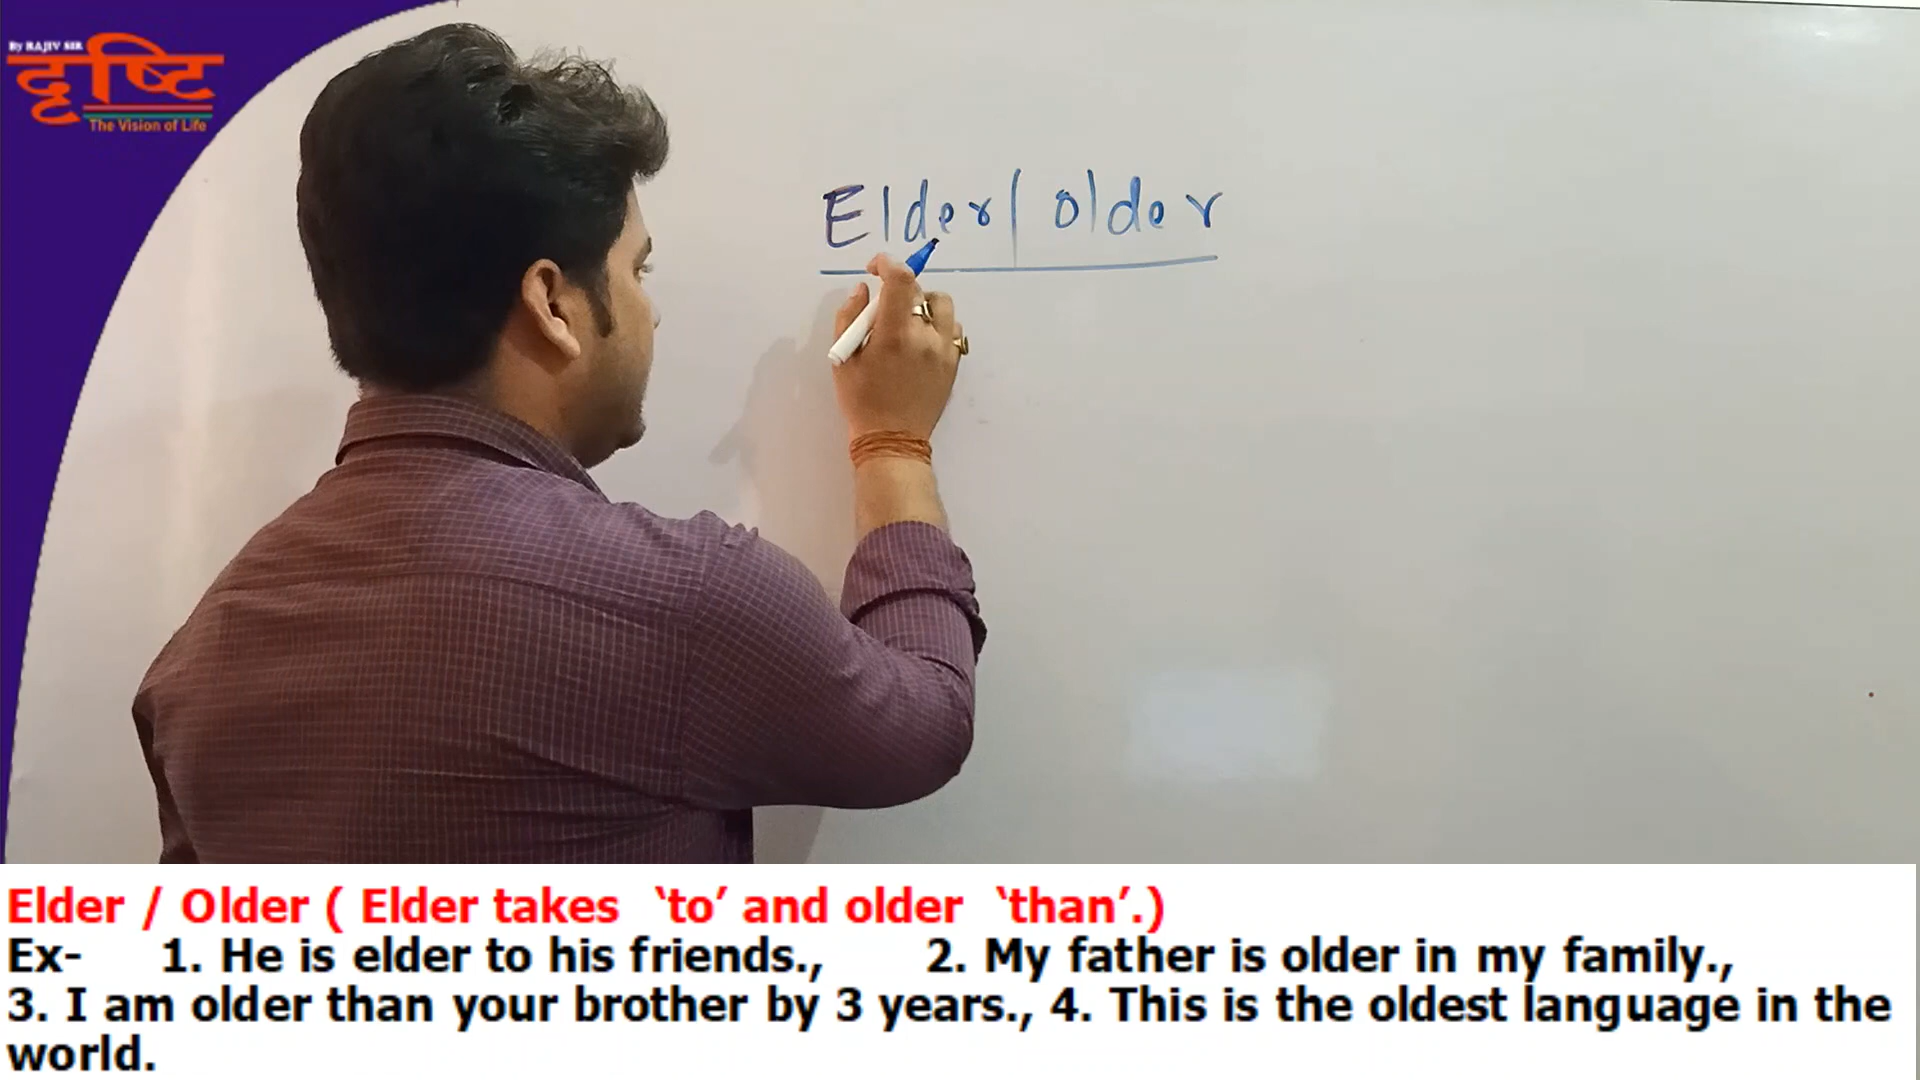 By RAJIV SIR
दृष्टि
The Vision of Life
Elder / older
Elder / Older ( Elder takes ‘to’ and older ‘than’.)
Ex- 1. He is elder to his friends., 2. My father is older in my family.,
3. I am older than your brother by 3 years., 4. This is the oldest language in the
world.